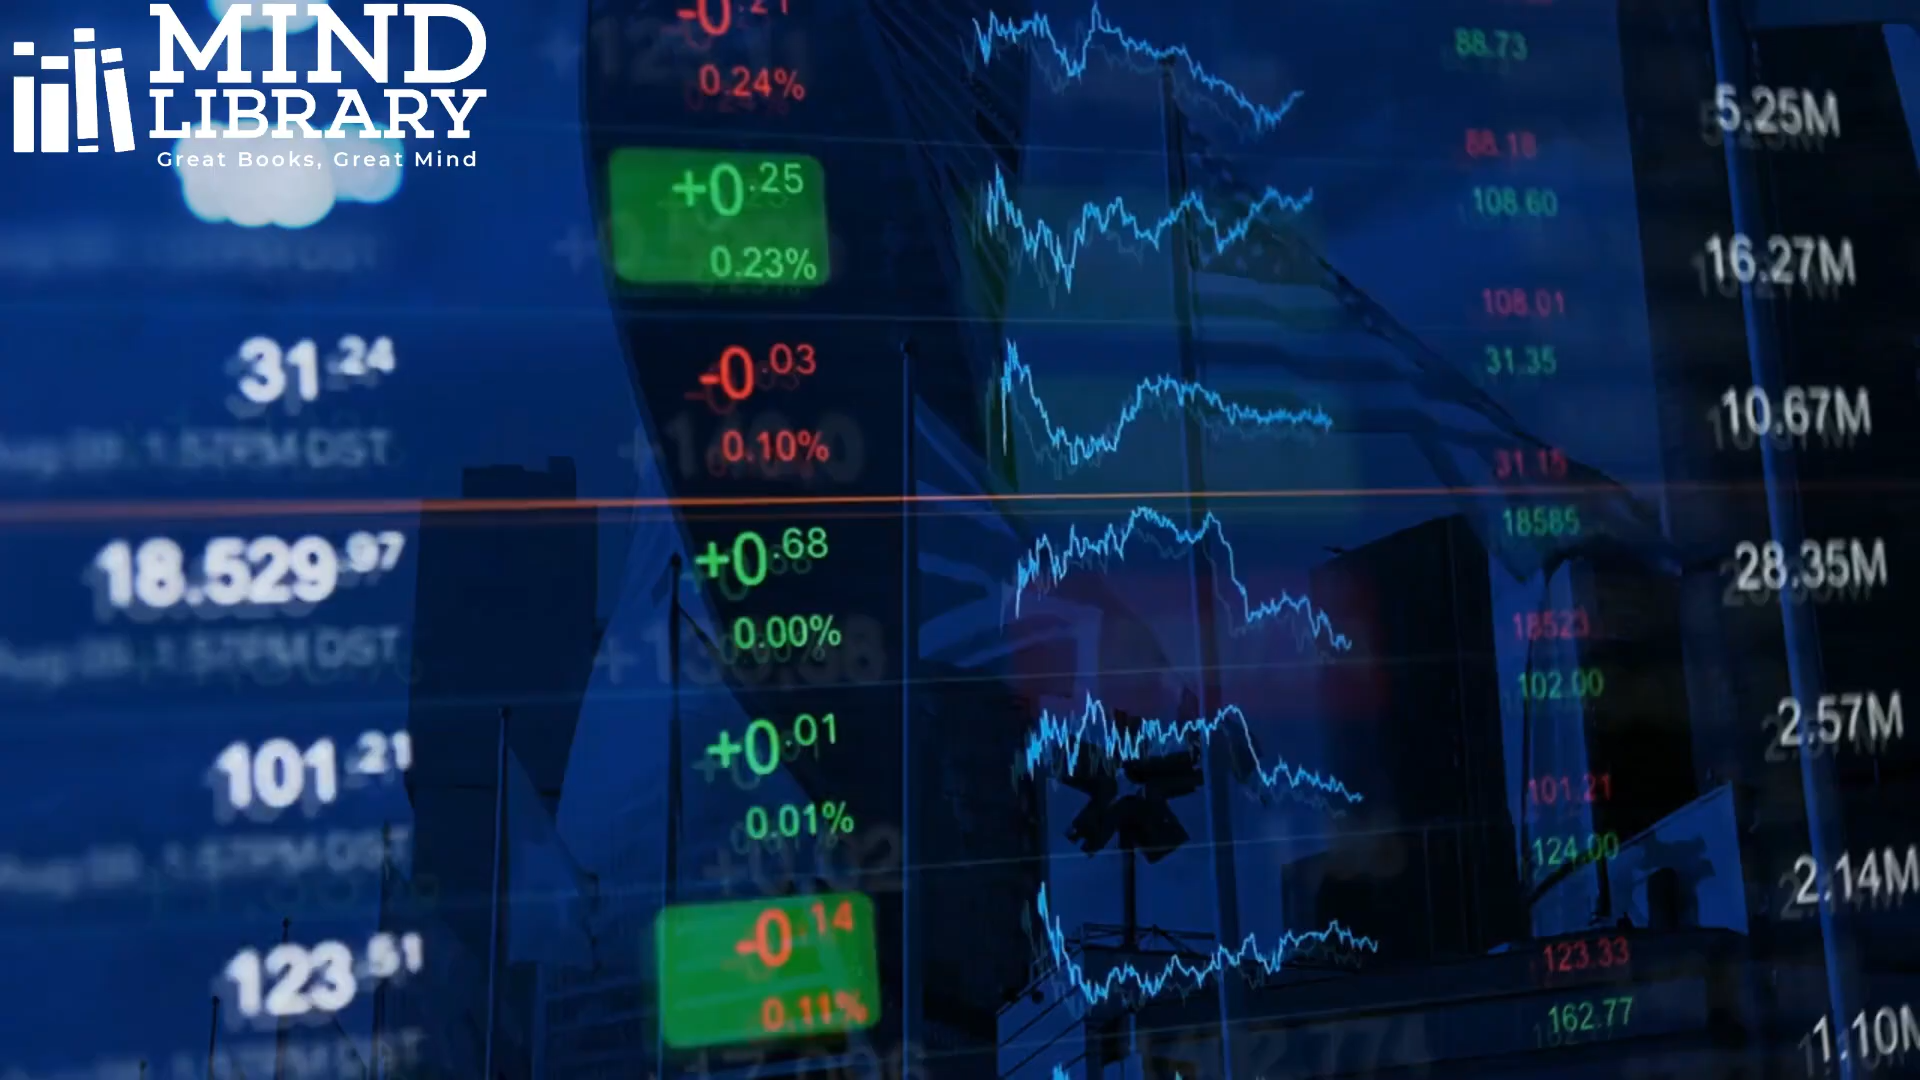 MIND
LIBRARY
Great Books, Great Mind
0.24%
88.73
5.25M
88.18
+0.25
0.23%
108.60
16.27M
108.01
31.24
-0.03
0.10%
31.35
10.67M
31.15
18.529.97
+0.68
0.00%
18585
28.35M
18523
101.21
+0.01
0.01%
102.00
2.57M
101.21
123.51
-0.14
0.11%
124.00
2.14M
123.33
162.77
1.10M